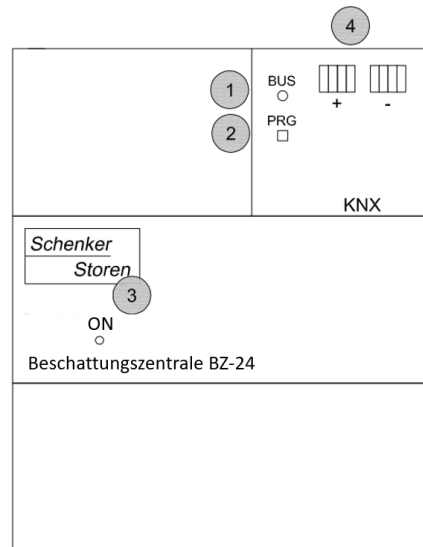 4
1
BUS
+
-
2
PRG
KNX
Schenker
Storen
3
ON
Beschattungszentrale BZ-24